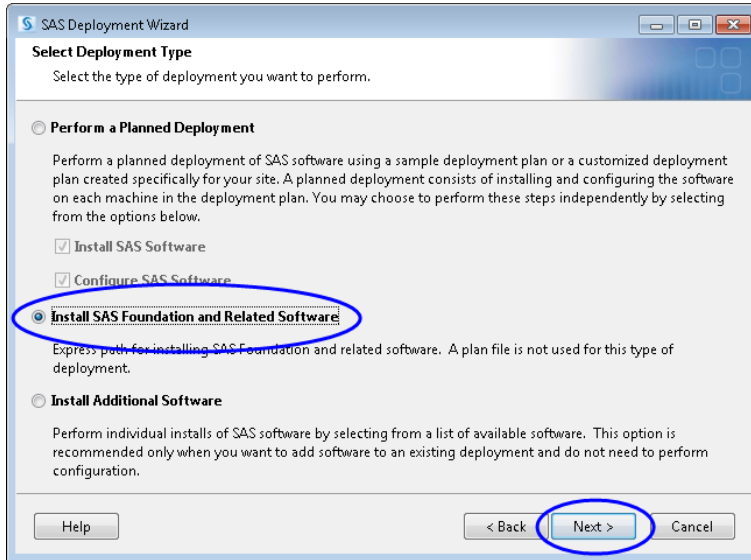 SAS Deployment Wizard
Select Deployment Type
Select the type of deployment you want to perform.
Perform a Planned Deployment
Perform a planned deployment of SAS software using a sample deployment plan or a customized deployment
plan created specifically for your site. A planned deployment consists of installing and configuring the software
on each machine in the deployment plan. You may choose to perform these steps independently by selecting
from the options below.
Install SAS Software
Configure SAS Software
Install SAS Foundation and Related Software
Express path for installing SAS Foundation and related software. A plan file is not used for this type of
deployment.
Install Additional Software
Perform individual installs of SAS software by selecting from a list of available software. This option is
recommended only when you want to add software to an existing deployment and do not need to perform
configuration.
Help
< Back
Next >
Cancel